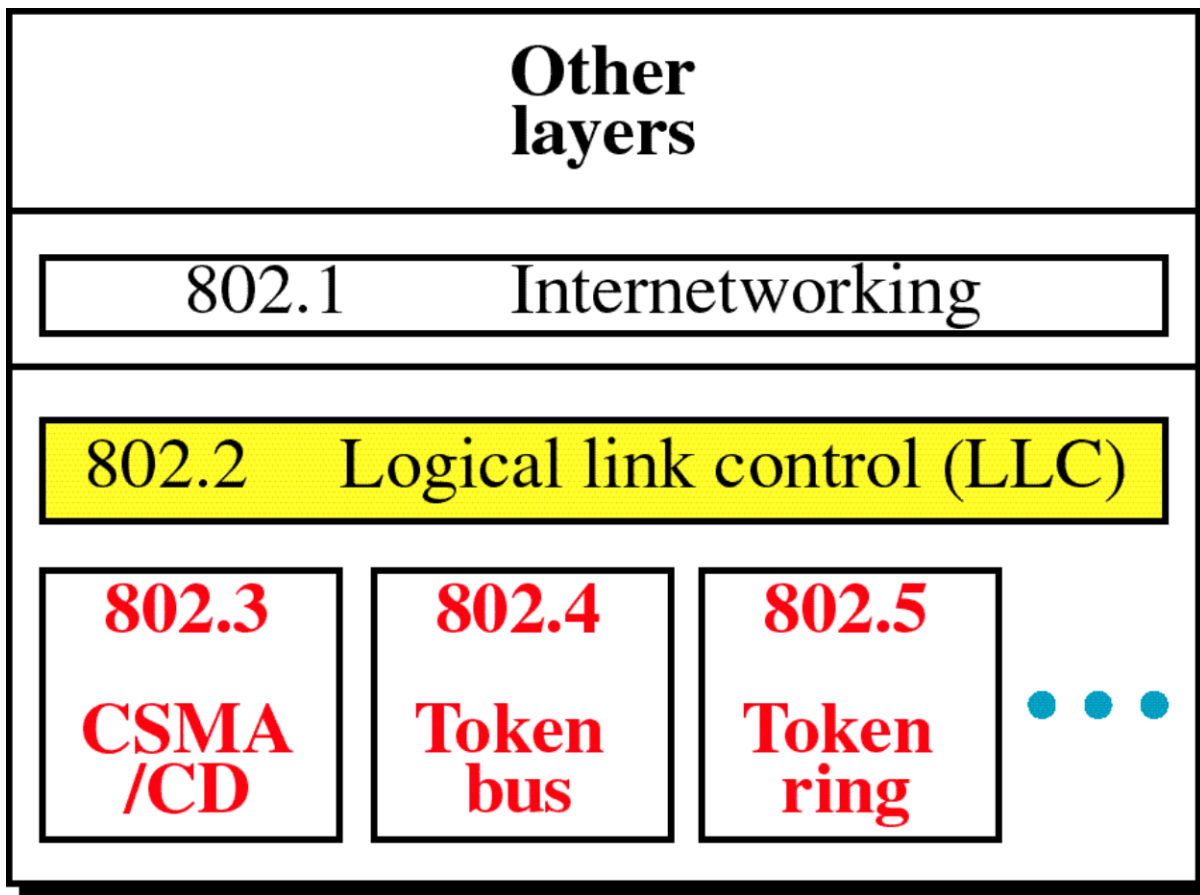 Other
layers
802.1 Internetworking
802.2 Logical link control (LLC)
802.3
CSMA
/CD
802.4
Token
bus
802.5
Token
ring